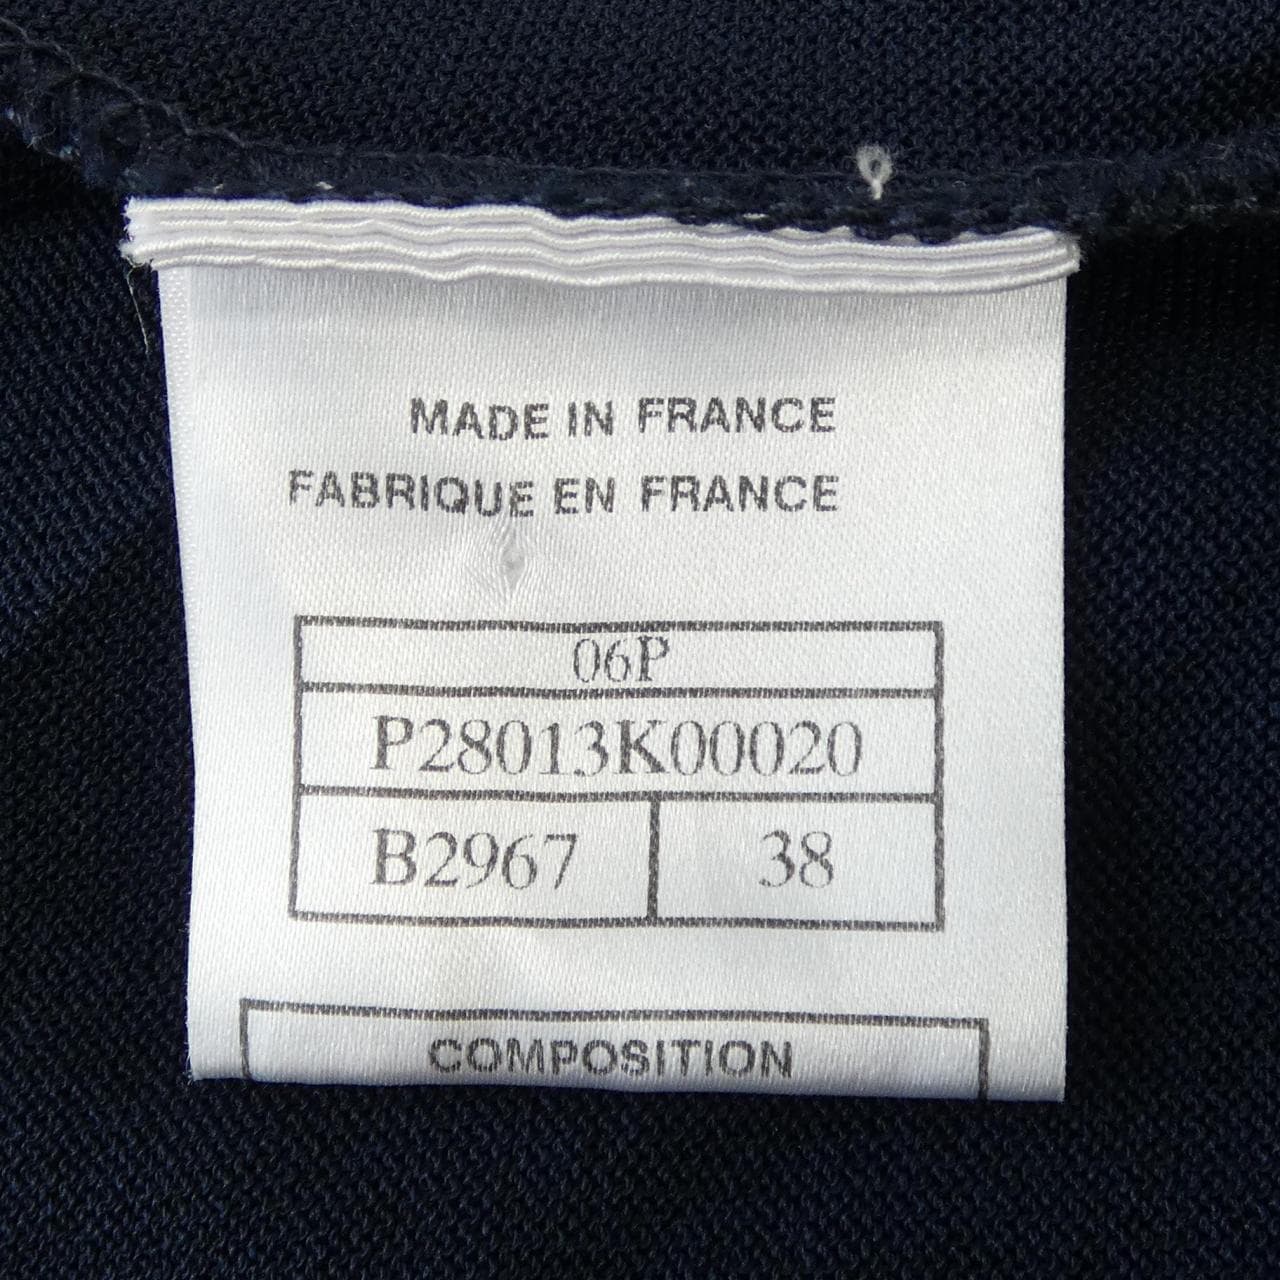 MADE IN FRANCE
FABRIQUE EN FRANCE
06P
P28013K00020
B2967 38
COMPOSITION